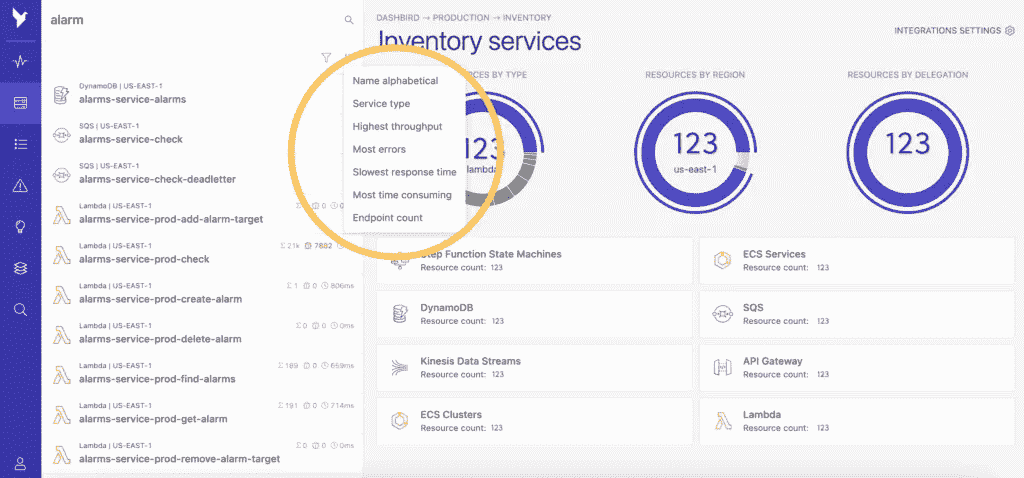 alarm
DynamoDB | US-EAST-1
alarms-service-alarms
SQS | US-EAST-1
alarms-service-check
SQS | US-EAST-1
alarms-service-check-deadletter
Lambda | US-EAST-1
0
alarms-service-prod-add-alarm-target
Lambda | US-EAST-1
Σ 21k 7882
alarms-service-prod-check
Lambda | US-EAST-1
Σ 1 0 806ms
alarms-service-prod-create-alarm
Lambda | US-EAST-1
Σ 0 0 0ms
alarms-service-prod-delete-alarm
Lambda | US-EAST-1
Σ 189 0 659ms
alarms-service-prod-find-alarms
Lambda | US-EAST-1
Σ 191 0 714ms
alarms-service-prod-get-alarm
Lambda | US-EAST-1
Σ 0 0 0ms
alarms-service-prod-remove-alarm-target
Name alphabetical
Service type
Highest throughput
Most errors
Slowest response time
Most time consuming
Endpoint count
DASHBIRD → PRODUCTION → INVENTORY
Inventory services
INTEGRATIONS SETTINGS
BY TYPE
123
lambda
RESOURCES BY REGION
123
us-east-1
RESOURCES BY DELEGATION
123
Step Function State Machines
Resource count: 123
ECS Services
Resource count: 123
DynamoDB
Resource count: 123
SQS
Resource count: 123
Kinesis Data Streams
Resource count: 123
API Gateway
Resource count: 123
ECS Clusters
Resource count: 123
Lambda
Resource count: 123